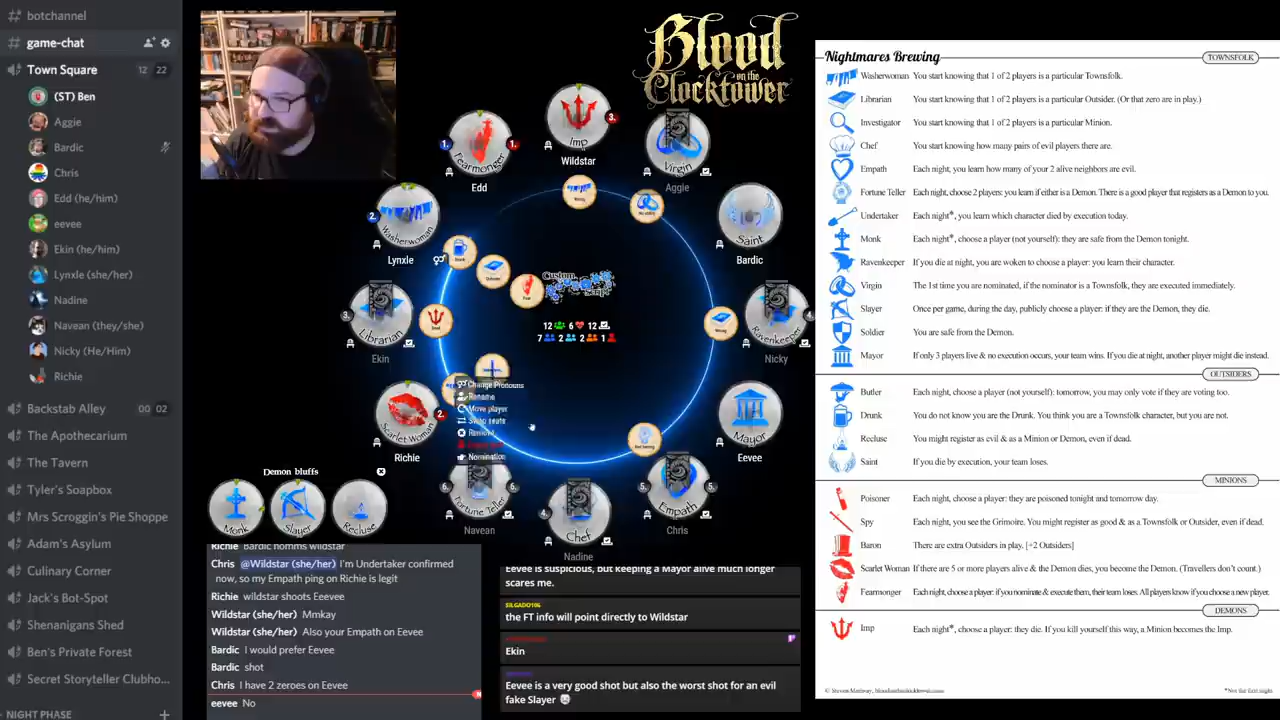 # botchannel
# game-chat
Town Square 12 22
(ST) Ben
Aggie
Bardic
Chris
Edd (he/him)
eevee
Ekin (he/him)
Lynxle (she/her)
Nadine
Navean (they/she)
Nicky (He/Him)
Richie
Backstab Alley 00 02
The Apothecarium
The Tavern
Tyler's Soapbox
Mrs Scroggin's Pie Shoppe
Adam's Asylum
Culinary Corner
Jack's Bot-Spot
Shenanigans Shed
Ben's Private Forest
Secret Storyteller Clubho...
NIGHT PHASE
Blood
on the
Clocktower
Imp
3.
Wildstar
Virgin
Aggie
Saint
Bardic
Ravenkeeper
4
Nicky
Mayor
Eevee
Empath
5. 5.
Chris
Chef
4
Nadine
Fortune Teller
6. 6.
Navean
Scarlet Woman
2.
Richie
Librarian
3.
Ekin
Washerwoman
2.
Lynxle
Fearmonger
1. 1.
Edd
Custom
Script
12 6 12
7 2 2 1
Change Pronouns
Rename
Move player
Swap seats
Remove
Nomination
Demon bluffs
Monk
Slayer
Recluse
Richie Bardic nomms wildstar
Chris @Wildstar (she/her) I'm Undertaker confirmed
now, so my Empath ping on Richie is legit
Richie wildstar shoots Eeevee
Wildstar (she/her) Mmkay
Wildstar (she/her) Also your Empath on Eevee
Bardic I would prefer Eevee
Bardic shot
Chris I have 2 zeroes on Eevee
eevee No
Eevee is suspicious, but keeping a Mayor alive much longer
scares me.
the FT info will point directly to Wildstar
Ekin
Eevee is a very good shot but also the worst shot for an evil
fake Slayer
Nightmares Brewing
TOWNSFOLK
Washerwoman You start knowing that 1 of 2 players is a particular Townsfolk.
Librarian You start knowing that 1 of 2 players is a particular Outsider. (Or that zero are in play.)
Investigator You start knowing that 1 of 2 players is a particular Minion.
Chef You start knowing how many pairs of evil players there are.
Empath Each night, you learn how many of your 2 alive neighbors are evil.
Fortune Teller Each night, choose 2 players: you learn if either is a Demon. There is a good player that registers as a Demon to you.
Undertaker Each night*, you learn which character died by execution today.
Monk Each night*, choose a player (not yourself): they are safe from the Demon tonight.
Ravenkeeper If you die at night, you are woken to choose a player: you learn their character.
Virgin The 1st time you are nominated, if the nominator is a Townsfolk, they are executed immediately.
Slayer Once per game, during the day, publicly choose a player: if they are the Demon, they die.
Soldier You are safe from the Demon.
Mayor If only 3 players live & no execution occurs, your team wins. If you die at night, another player might die instead.
OUTSIDERS
Butler Each night, choose a player (not yourself): tomorrow, you may only vote if they are voting too.
Drunk You do not know you are the Drunk. You think you are a Townsfolk character, but you are not.
Recluse You might register as evil & as a Minion or Demon, even if dead.
Saint If you die by execution, your team loses.
MINIONS
Poisoner Each night, choose a player: they are poisoned tonight and tomorrow day.
Spy Each night, you see the Grimoire. You might register as good & as a Townsfolk or Outsider, even if dead.
Baron There are extra Outsiders in play. [+2 Outsiders]
Scarlet Woman If there are 5 or more players alive & the Demon dies, you become the Demon. (Travellers don't count.)
Fearmonger Each night, choose a player: if you nominate & execute them, their team loses. All players know if you choose a new player.
DEMONS
Imp Each night*, choose a player: they die. If you kill yourself this way, a Minion becomes the Imp.
*Not the first night